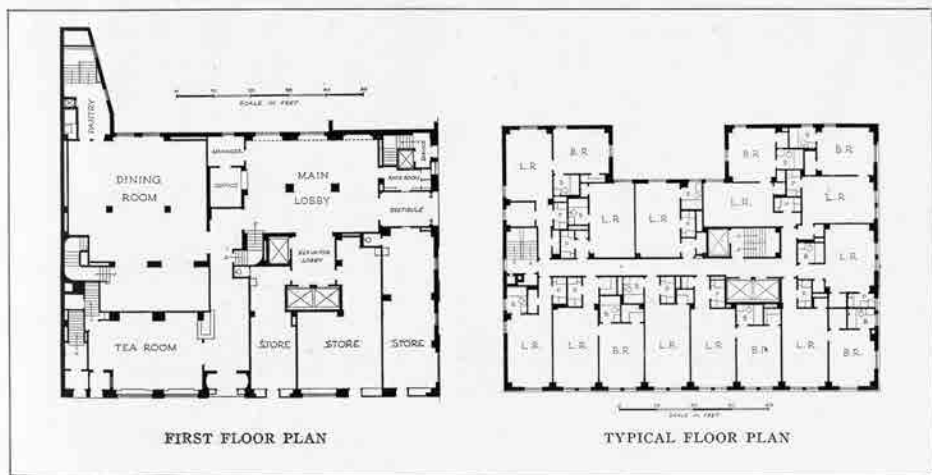 SCALE IN FEET
PANTRY
MANAGER
OFFICE
DINING
ROOM
MAIN
LOBBY
VESTIBULE
ELEVATOR
LOBBY
TEA ROOM
STORE
STORE
STORE
FIRST FLOOR PLAN
L.R.
B.R.
B.R.
B.R.
L.R.
L.R.
L.R.
L.R.
L.R.
L.R.
L.R.
B.R.
L.R.
L.R.
B.R.
L.R.
B.R.
SCALE IN FEET
TYPICAL FLOOR PLAN